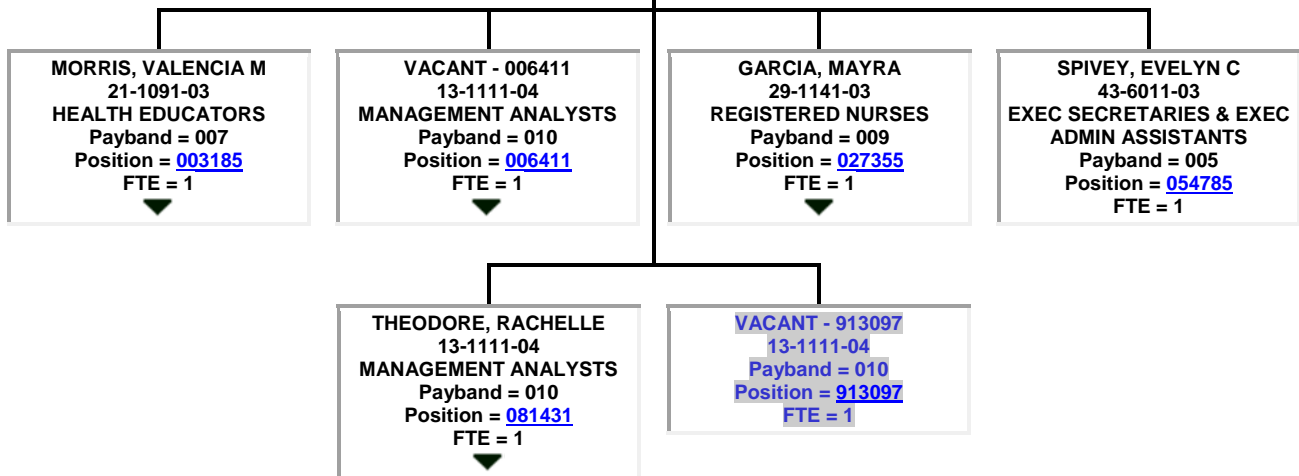 MORRIS, VALENCIA M
21-1091-03
HEALTH EDUCATORS
Payband = 007
Position = 003185
FTE = 1
VACANT - 006411
13-1111-04
MANAGEMENT ANALYSTS
Payband = 010
Position = 006411
FTE = 1
GARCIA, MAYRA
29-1141-03
REGISTERED NURSES
Payband = 009
Position = 027355
FTE = 1
SPIVEY, EVELYN C
43-6011-03
EXEC SECRETARIES & EXEC
ADMIN ASSISTANTS
Payband = 005
Position = 054785
FTE = 1
THEODORE, RACHELLE
13-1111-04
MANAGEMENT ANALYSTS
Payband = 010
Position = 081431
FTE = 1
VACANT - 913097
13-1111-04
Payband = 010
Position = 913097
FTE = 1